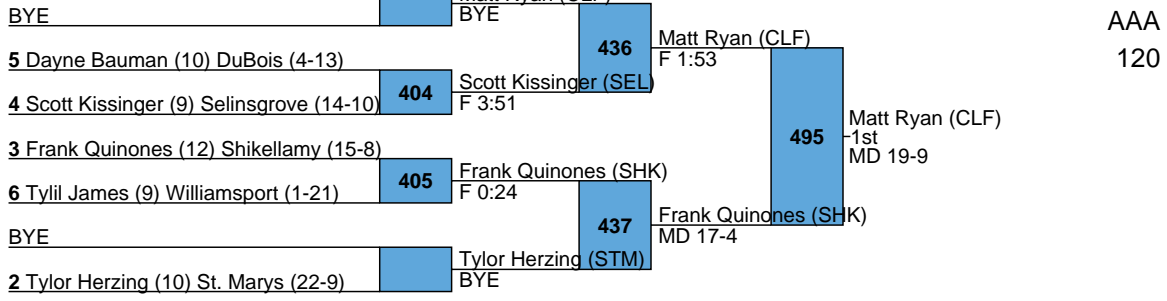 Matt Ryan (CLF)
BYE
BYE
AAA
120
436
Matt Ryan (CLF)
F 1:53
5 Dayne Bauman (10) DuBois (4-13)
404
Scott Kissinger (SEL)
F 3:51
4 Scott Kissinger (9) Selinsgrove (14-10)
495
Matt Ryan (CLF)
1st
MD 19-9
3 Frank Quinones (12) Shikellamy (15-8)
405
Frank Quinones (SHK)
F 0:24
6 Tylil James (9) Williamsport (1-21)
437
Frank Quinones (SHK)
MD 17-4
BYE
Tylor Herzing (STM)
BYE
2 Tylor Herzing (10) St. Marys (22-9)